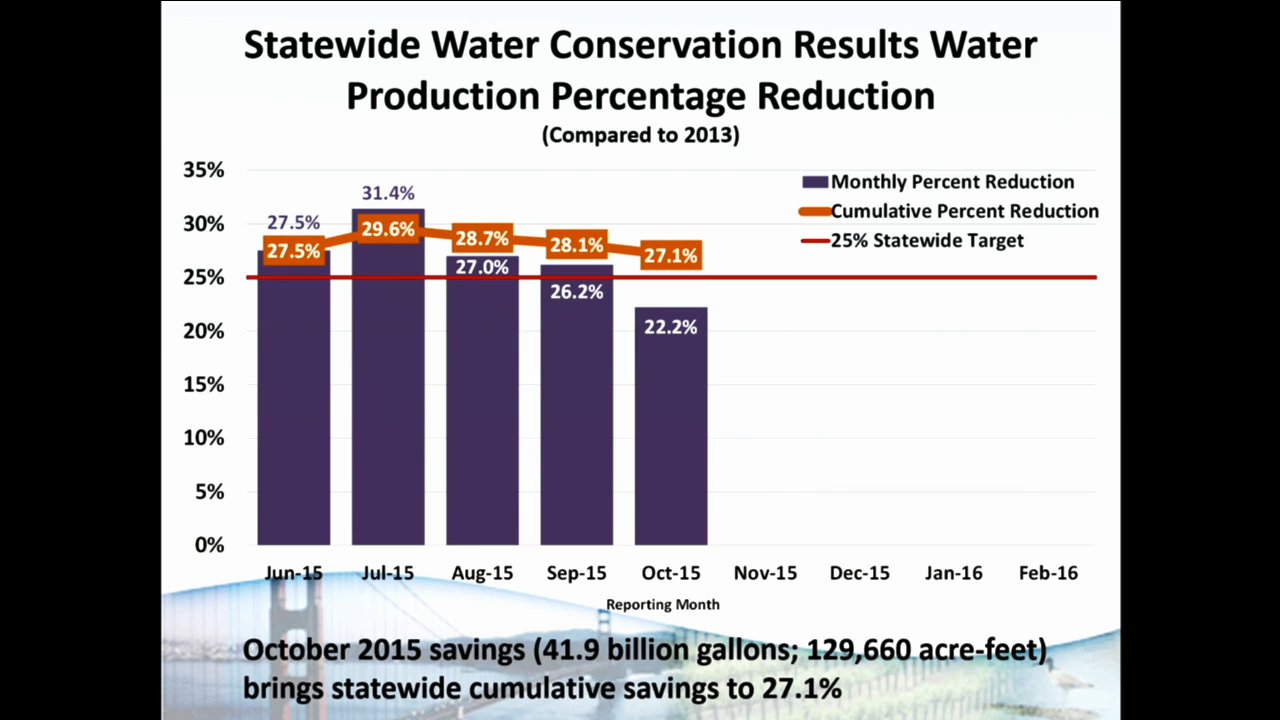 Statewide Water Conservation Results Water
Production Percentage Reduction
(Compared to 2013)
35%
30%
25%
20%
15%
10%
5%
0%
Monthly Percent Reduction
Cumulative Percent Reduction
25% Statewide Target
27.5%
27.5%
31.4%
29.6%
28.7%
27.0%
28.1%
26.2%
27.1%
22.2%
Jun-15 Jul-15 Aug-15 Sep-15 Oct-15 Nov-15 Dec-15 Jan-16 Feb-16
Reporting Month
October 2015 savings (41.9 billion gallons; 129,660 acre-feet)
brings statewide cumulative savings to 27.1%